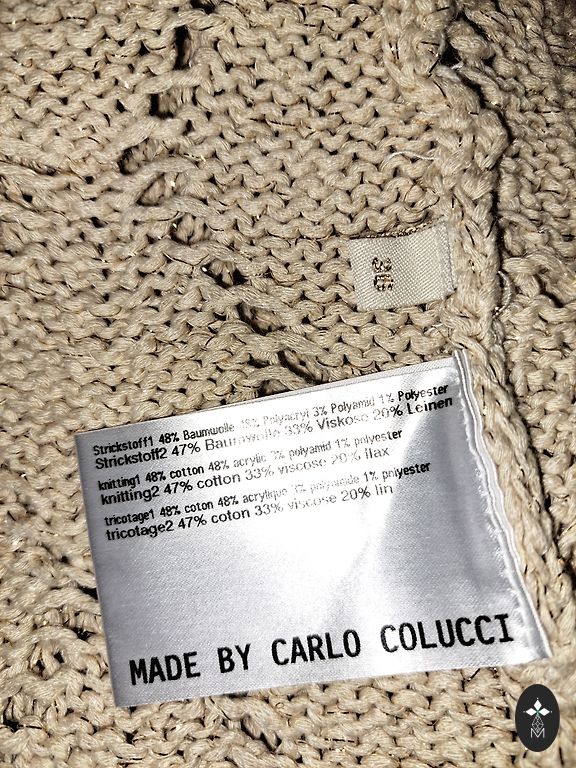 38
Strickstoff1 48% Baumwolle 48% Polyacryl 3% Polyamid 1% Polyester
Strickstoff2 47% Baumwolle 33% Viskose 20% Leinen
knitting1 48% cotton 48% acrylic 3% polyamid 1% polyester
knitting2 47% cotton 33% viscose 20% flax
tricotage1 48% coton 48% acrylique 3% polyamide 1% polyester
tricotage2 47% coton 33% viscose 20% lin
MADE BY CARLO COLUCCI
M